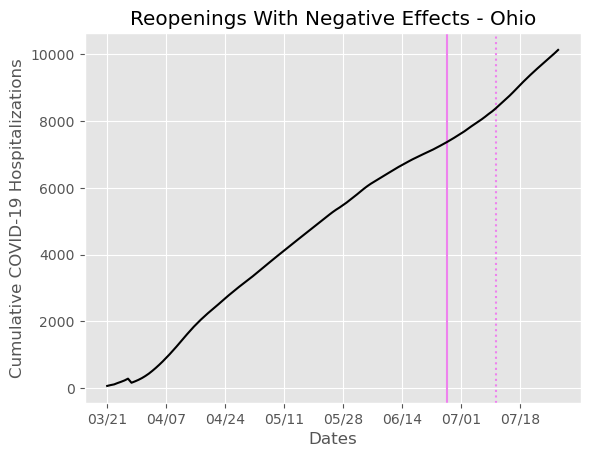 Reopenings With Negative Effects - Ohio
Cumulative COVID-19 Hospitalizations
10000
8000
6000
4000
2000
0
03/21 04/07 04/24 05/11 05/28 06/14 07/01 07/18
Dates